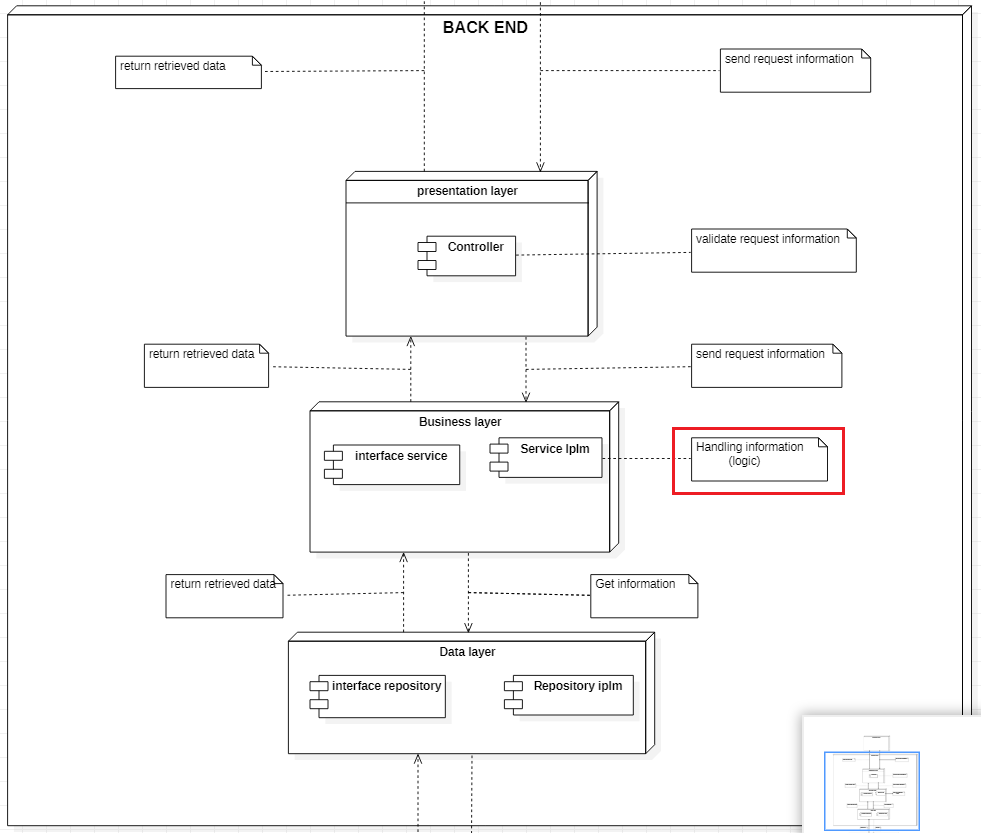 BACK END
return retrieved data
send request information
presentation layer
Controller
validate request information
return retrieved data
send request information
Business layer
interface service
Service Iplm
Handling information
(logic)
return retrieved data
Get information
Data layer
interface repository
Repository iplm